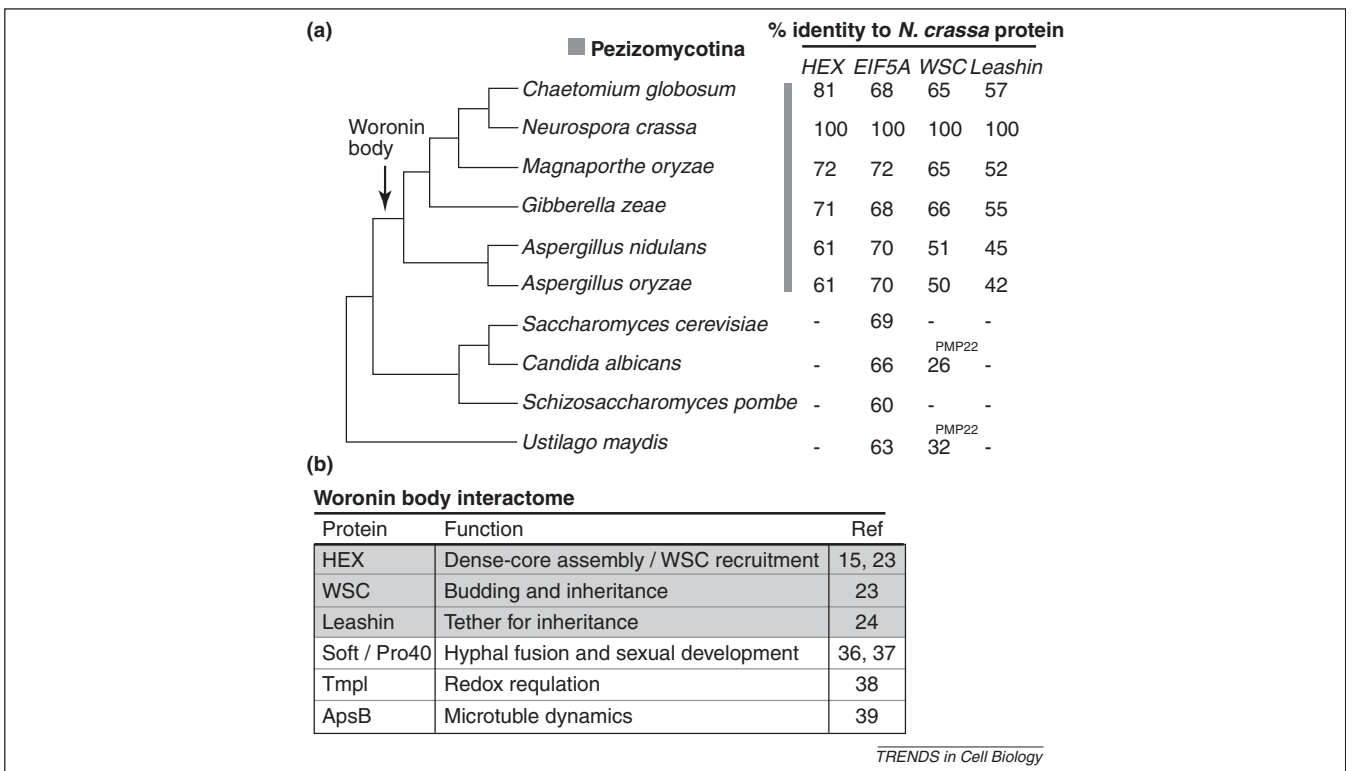 (a)
Pezizomycotina
% identity to N. crassa protein
HEX EIF5A WSC Leashin
Woronin
body
Chaetomium globosum 81 68 65 57
Neurospora crassa 100 100 100 100
Magnaporthe oryzae 72 72 65 52
Gibberella zeae 71 68 66 55
Aspergillus nidulans 61 70 51 45
Aspergillus oryzae 61 70 50 42
Saccharomyces cerevisiae - 69 - -
PMP22
Candida albicans - 66 26 -
Schizosaccharomyces pombe - 60 - -
PMP22
Ustilago maydis - 63 32 -
(b)
Woronin body interactome
Protein Function Ref
HEX Dense-core assembly / WSC recruitment 15, 23
WSC Budding and inheritance 23
Leashin Tether for inheritance 24
Soft / Pro40 Hyphal fusion and sexual development 36, 37
Tmpl Redox requlation 38
ApsB Microtuble dynamics 39
TRENDS in Cell Biology